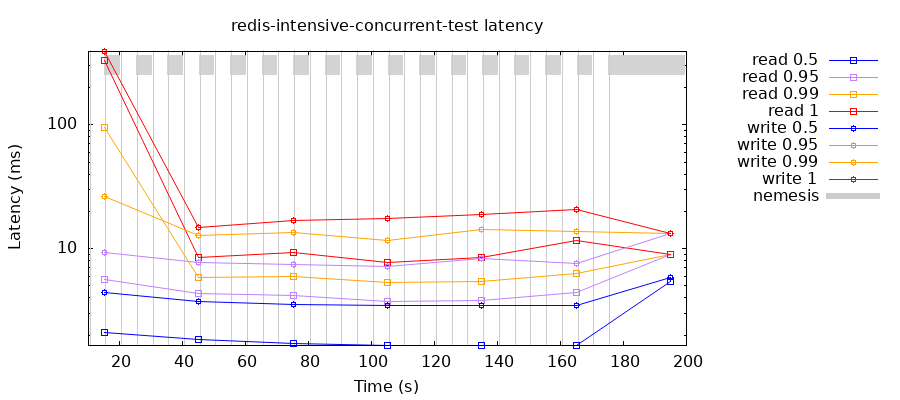 redis-intensive-concurrent-test latency
read 0.5
read 0.95
read 0.99
read 1
write 0.5
write 0.95
write 0.99
write 1
nemesis
100
10
Latency (ms)
20 40 60 80 100 120 140 160 180 200
Time (s)